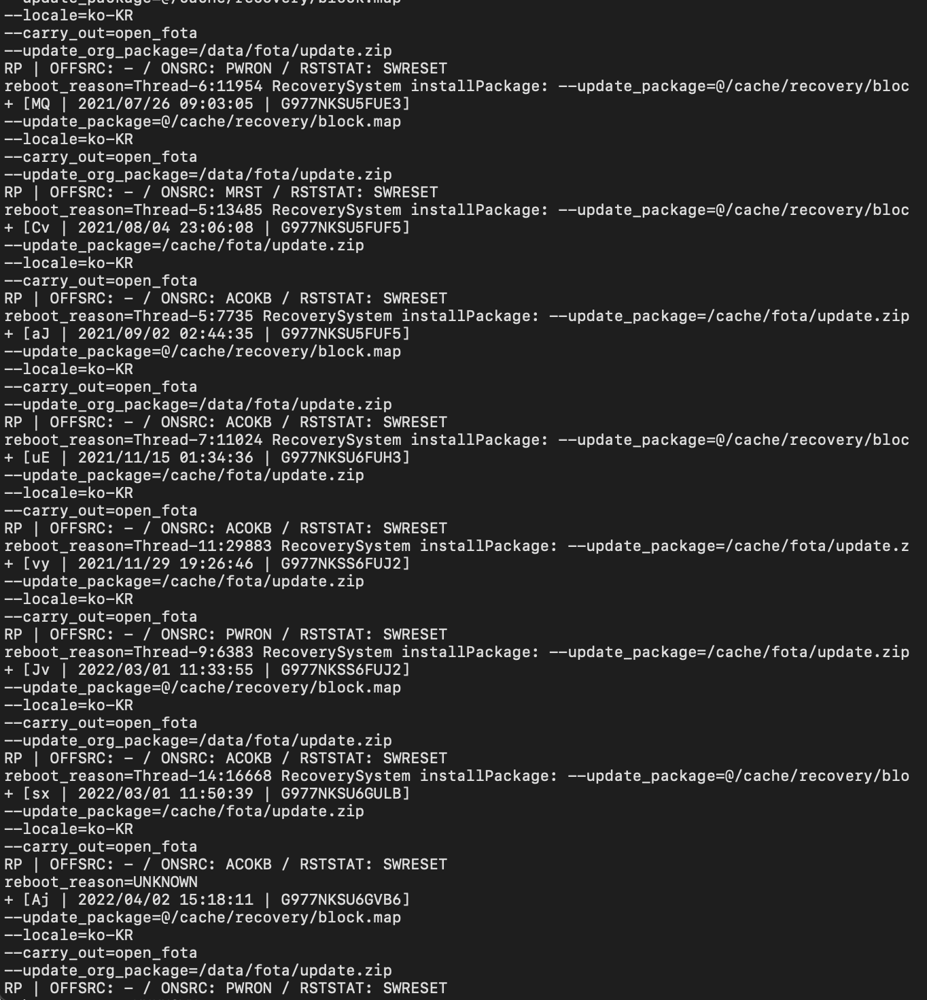 --update_package=@/cache/recovery/block.map
--locale=ko-KR
--carry_out=open_fota
--update_org_package=/data/fota/update.zip
RP | OFFSRC: - / ONSRC: PWRON / RSTSTAT: SWRESET
reboot_reason=Thread-6:11954 RecoverySystem installPackage: --update_package=@/cache/recovery/bloc
+ [MQ | 2021/07/26 09:03:05 | G977NKSU5FUE3]
--update_package=@/cache/recovery/block.map
--locale=ko-KR
--carry_out=open_fota
--update_org_package=/data/fota/update.zip
RP | OFFSRC: - / ONSRC: MRST / RSTSTAT: SWRESET
reboot_reason=Thread-5:13485 RecoverySystem installPackage: --update_package=@/cache/recovery/bloc
+ [Cv | 2021/08/04 23:06:08 | G977NKSU5FUF5]
--update_package=/cache/fota/update.zip
--locale=ko-KR
--carry_out=open_fota
RP | OFFSRC: - / ONSRC: ACOKB / RSTSTAT: SWRESET
reboot_reason=Thread-5:7735 RecoverySystem installPackage: --update_package=/cache/fota/update.zip
+ [aJ | 2021/09/02 02:44:35 | G977NKSU5FUF5]
--update_package=@/cache/recovery/block.map
--locale=ko-KR
--carry_out=open_fota
--update_org_package=/data/fota/update.zip
RP | OFFSRC: - / ONSRC: ACOKB / RSTSTAT: SWRESET
reboot_reason=Thread-7:11024 RecoverySystem installPackage: --update_package=@/cache/recovery/bloc
+ [uE | 2021/11/15 01:34:36 | G977NKSU6FUH3]
--update_package=/cache/fota/update.zip
--locale=ko-KR
--carry_out=open_fota
RP | OFFSRC: - / ONSRC: ACOKB / RSTSTAT: SWRESET
reboot_reason=Thread-11:29883 RecoverySystem installPackage: --update_package=/cache/fota/update.z
+ [vy | 2021/11/29 19:26:46 | G977NKSS6FUJ2]
--update_package=/cache/fota/update.zip
--locale=ko-KR
--carry_out=open_fota
RP | OFFSRC: - / ONSRC: PWRON / RSTSTAT: SWRESET
reboot_reason=Thread-9:6383 RecoverySystem installPackage: --update_package=/cache/fota/update.zip
+ [Jv | 2022/03/01 11:33:55 | G977NKSS6FUJ2]
--update_package=@/cache/recovery/block.map
--locale=ko-KR
--carry_out=open_fota
--update_org_package=/data/fota/update.zip
RP | OFFSRC: - / ONSRC: ACOKB / RSTSTAT: SWRESET
reboot_reason=Thread-14:16668 RecoverySystem installPackage: --update_package=@/cache/recovery/blo
+ [sx | 2022/03/01 11:50:39 | G977NKSU6GULB]
--update_package=/cache/fota/update.zip
--locale=ko-KR
--carry_out=open_fota
RP | OFFSRC: - / ONSRC: ACOKB / RSTSTAT: SWRESET
reboot_reason=UNKNOWN
+ [Aj | 2022/04/02 15:18:11 | G977NKSU6GVB6]
--update_package=@/cache/recovery/block.map
--locale=ko-KR
--carry_out=open_fota
--update_org_package=/data/fota/update.zip
RP | OFFSRC: - / ONSRC: PWRON / RSTSTAT: SWRESET